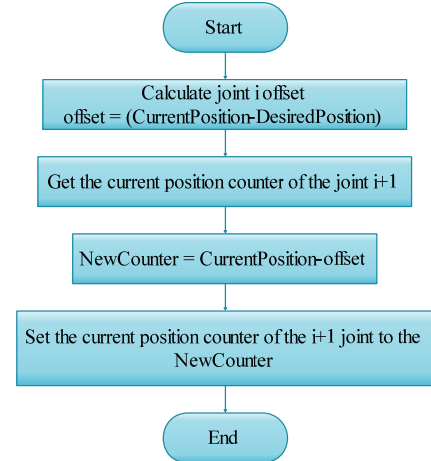 Start
Calculate joint i offset
offset = (CurrentPosition-DesiredPosition)
Get the current position counter of the joint i+1
NewCounter = CurrentPosition-offset
Set the current position counter of the i+1 joint to the
NewCounter
End